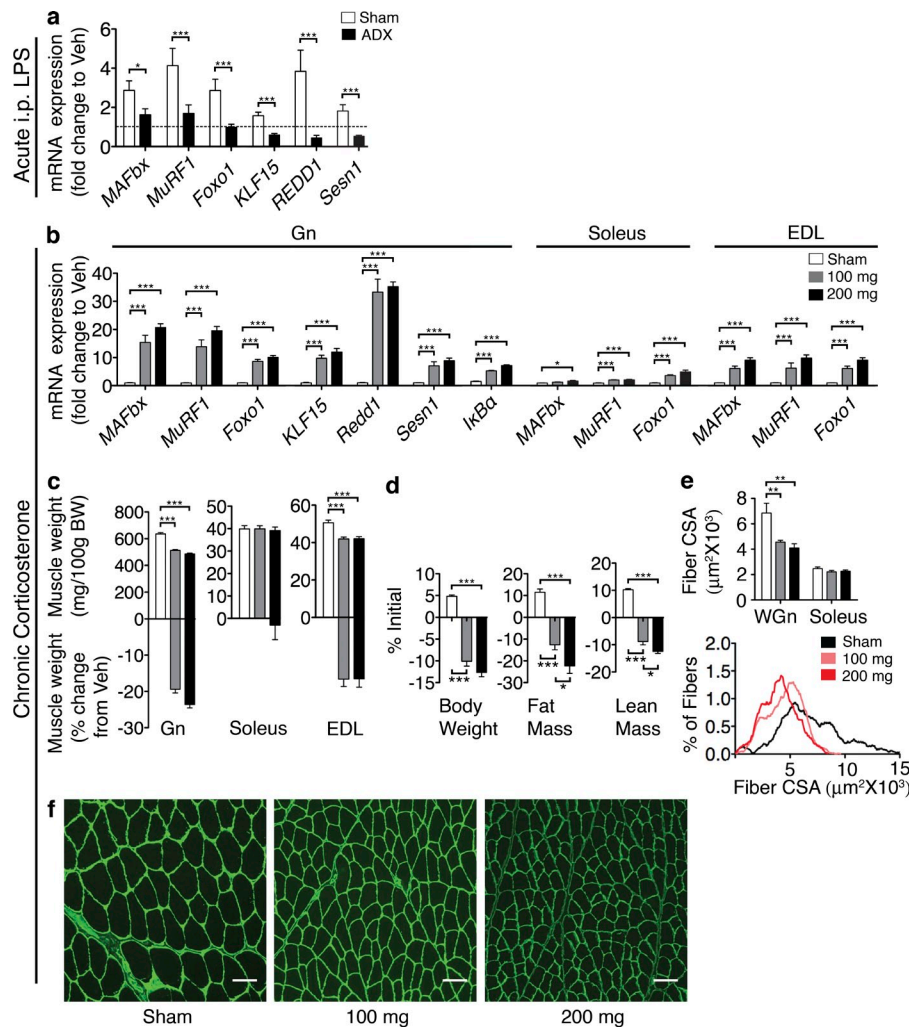 a
Sham
ADX
Acute i.p. LPS
mRNA expression
(fold change to Veh)
6
4
2
0
* *** *** *** *** ***
MAFbx MuRF1 Foxo1 KLF15 REDD1 Sesn1
b
Gn Soleus EDL
Sham
100 mg
200 mg
mRNA expression
(fold change to Veh)
40
30
20
10
0
*** *** *** *** *** *** *** * *** *** *** *** ***
*** *** *** *** *** *** *** *** *** *** *** ***
MAFbx MuRF1 Foxo1 KLF15 Redd1 Sesn1 IκBα MAFbx MuRF1 Foxo1 MAFbx MuRF1 Foxo1
Chronic Corticosterone
c
Muscle weight
(mg/100g BW)
Muscle weight
(% change
from Veh)
600
400
200
0
-10
-20
-30
***
***
Gn
40
30
20
10
0
Soleus
60
40
20
0
***
***
EDL
d
% Initial
10
5
0
-5
-10
-15
***
***
Body
Weight
20
10
0
-10
-20
-30
***
***
*
Fat
Mass
20
10
0
-10
-20
***
***
*
Lean
Mass
e
Fiber CSA
(μm²X10³)
8
6
4
2
0
**
**
WGn Soleus
Sham
100 mg
200 mg
% of Fibers
2.0
1.5
1.0
0.5
0.0
5 10 15
Fiber CSA (μm²X10³)
f
Sham 100 mg 200 mg